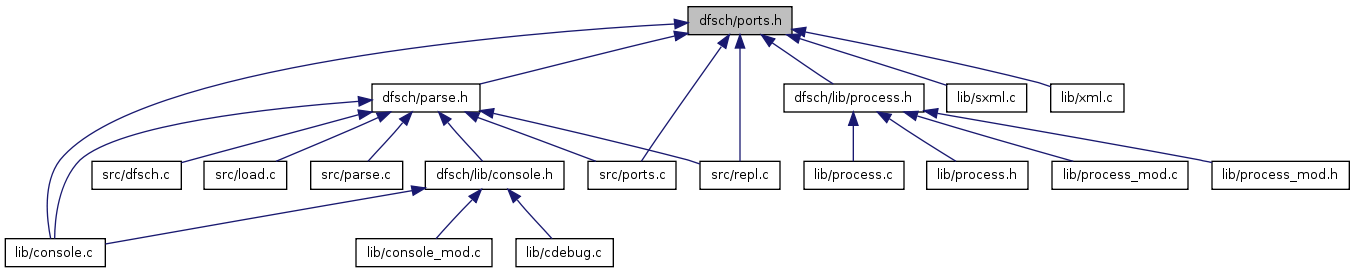 dfsch/ports.h
dfsch/parse.h
dfsch/lib/process.h
lib/sxml.c
lib/xml.c
src/dfsch.c
src/load.c
src/parse.c
dfsch/lib/console.h
src/ports.c
src/repl.c
lib/process.c
lib/process.h
lib/process_mod.c
lib/process_mod.h
lib/console.c
lib/console_mod.c
lib/cdebug.c